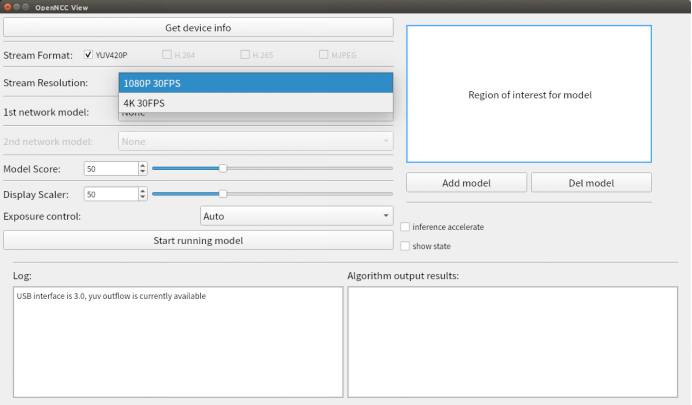 OpenNCC View
Get device info
Stream Format: YUV420P H.264 H.265 MJPEG
Stream Resolution: 1080P 30FPS
4K 30FPS
1st network model: None
2nd network model: None
Model Score: 50
Display Scaler: 50
Exposure control: Auto
Start running model
Region of interest for model
Add model Del model
inference accelerate
show state
Log:
USB interface is 3.0, yuv outflow is currently available
Algorithm output results: